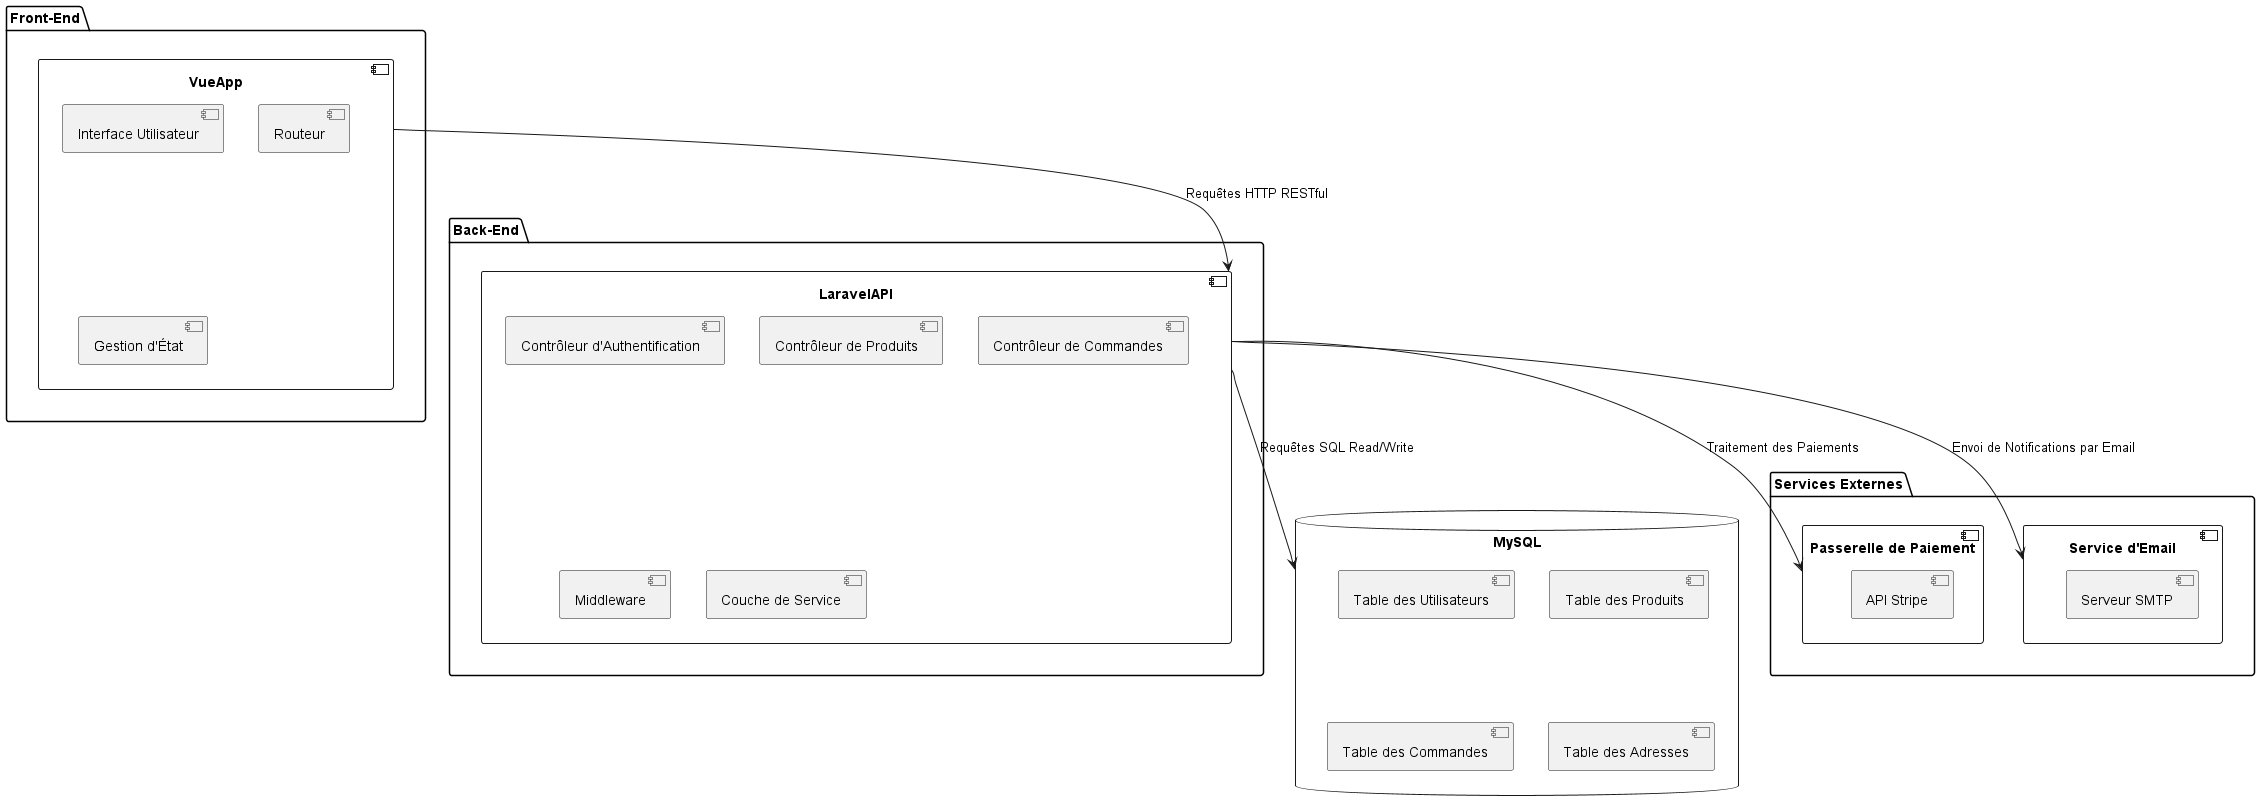 Front-End
VueApp
Interface Utilisateur
Routeur
Gestion d'État
Requêtes HTTP RESTful
Back-End
LaravelAPI
Contrôleur d'Authentification
Contrôleur de Produits
Contrôleur de Commandes
Middleware
Couche de Service
Requêtes SQL Read/Write
Traitement des Paiements
Envoi de Notifications par Email
MySQL
Table des Utilisateurs
Table des Produits
Table des Commandes
Table des Adresses
Services Externes
Passerelle de Paiement
API Stripe
Service d'Email
Serveur SMTP